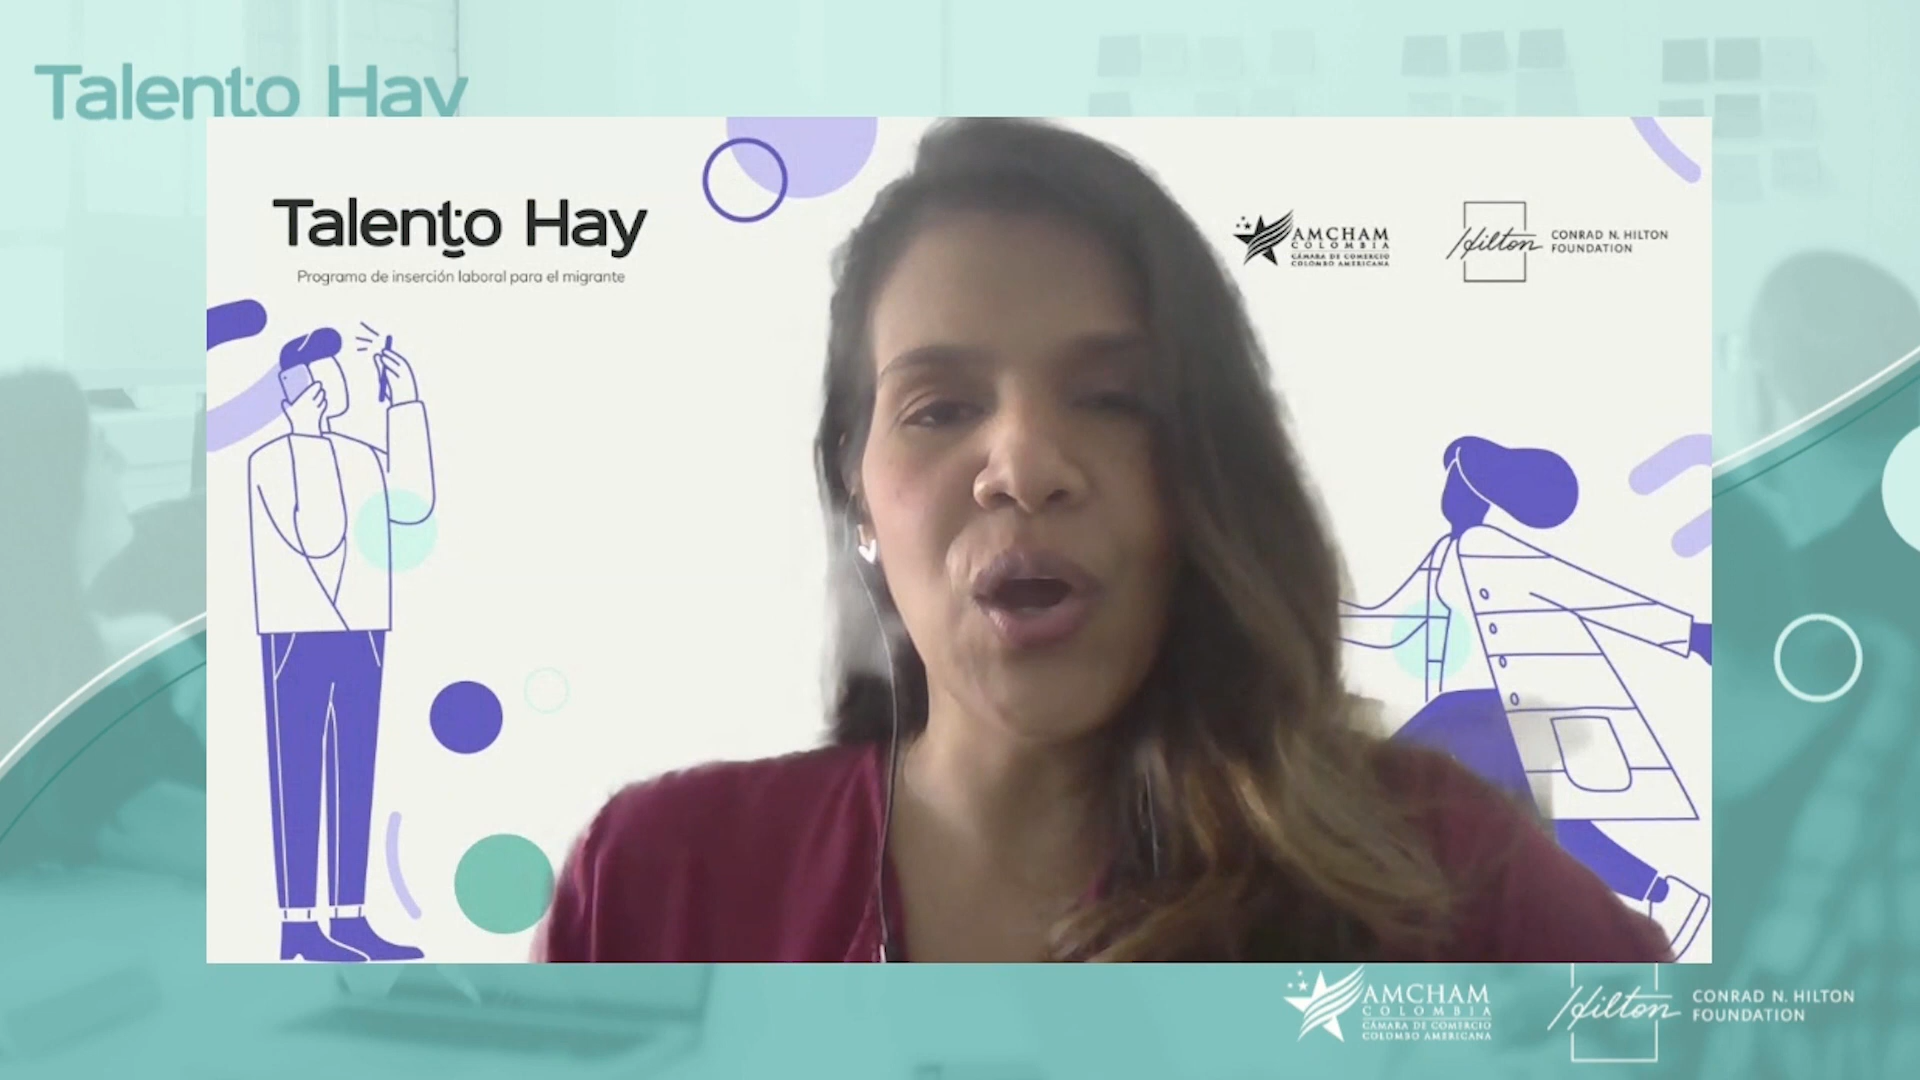 Talento Hay
Talento Hay
Programa de inserción laboral para el migrante
AMCHAM
COLOMBIA
CÁMARA DE COMERCIO
COLOMBO AMERICANA
Hilton
CONRAD N. HILTON
FOUNDATION
AMCHAM
COLOMBIA
CÁMARA DE COMERCIO
COLOMBO AMERICANA
Hilton
CONRAD N. HILTON
FOUNDATION